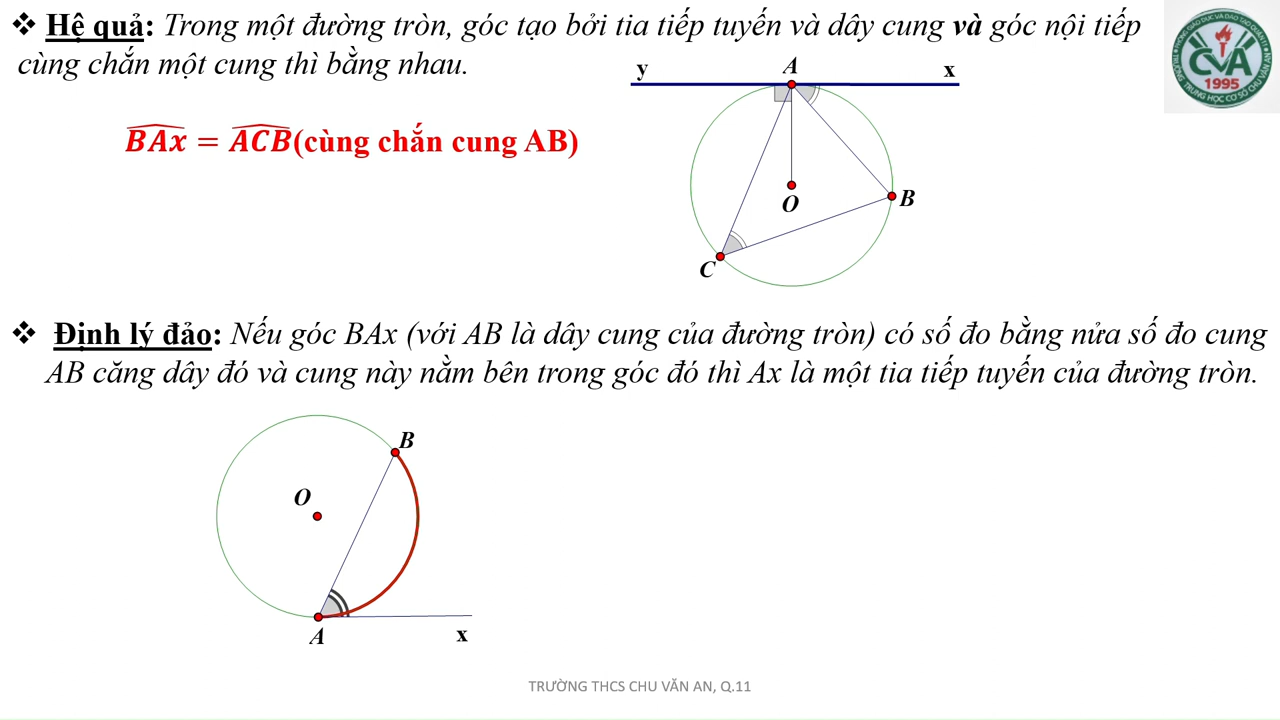 ❖ Hệ quả: Trong một đường tròn, góc tạo bởi tia tiếp tuyến và dây cung và góc nội tiếp
cùng chắn một cung thì bằng nhau.
y A x
BAx = ACB(cùng chắn cung AB)
O B
C
CVA
1995
❖ Định lý đảo: Nếu góc BAx (với AB là dây cung của đường tròn) có số đo bằng nửa số đo cung
AB căng dây đó và cung này nằm bên trong góc đó thì Ax là một tia tiếp tuyến của đường tròn.
B
O
A x
TRƯỜNG THCS CHU VĂN AN, Q.11